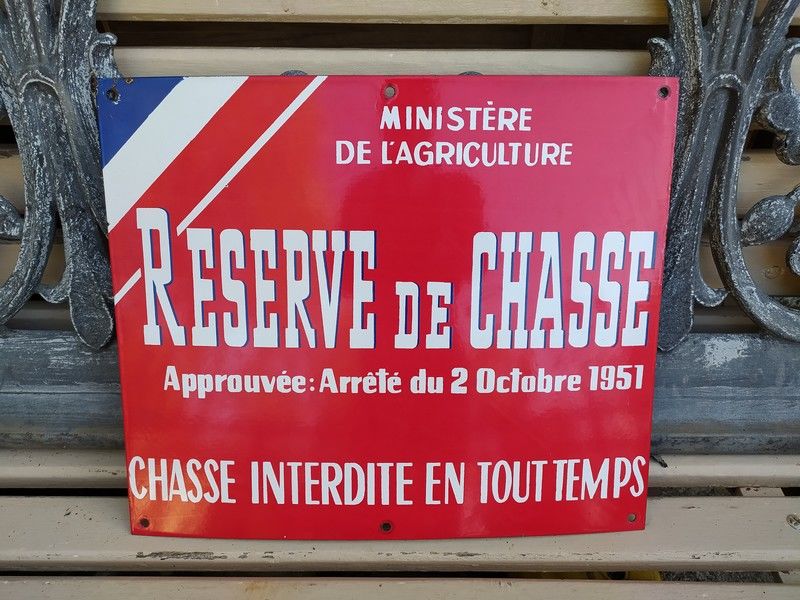 MINISTÈRE
DE L'AGRICULTURE
RESERVE DE CHASSE
Approuvée: Arrêté du 2 Octobre 1951
CHASSE INTERDITE EN TOUT TEMPS